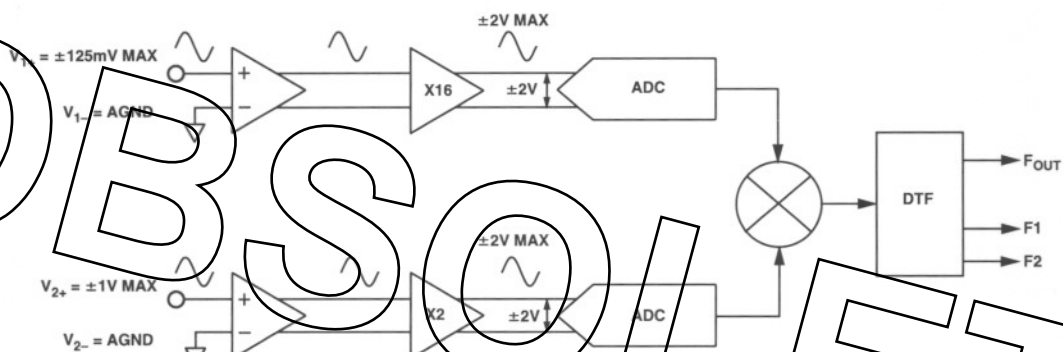 ±2V MAX
V1+ = ±125mV MAX
+
X16
±2V
ADC
V1– = AGND
–
FOUT
DTF
F1
F2
±2V MAX
V2+ = ±1V MAX
+
X2
±2V
ADC
V2– = AGND
–
OBSOLET